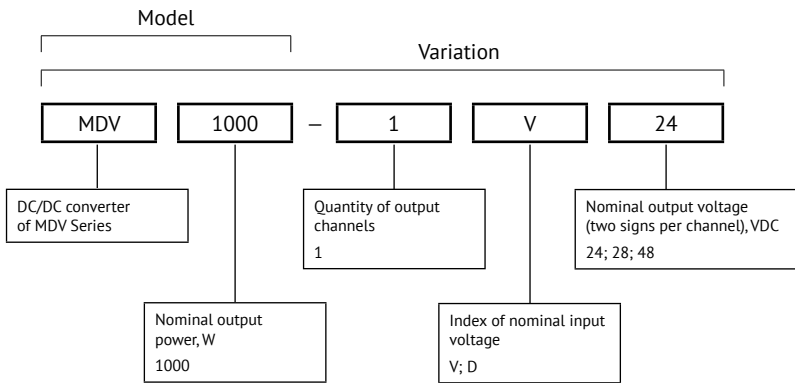 Model
Variation
MDV 1000 – 1 V 24
DC/DC converter
of MDV Series
Quantity of output
channels
1
Nominal output voltage
(two signs per channel), VDC
24; 28; 48
Nominal output
power, W
1000
Index of nominal input
voltage
V; D